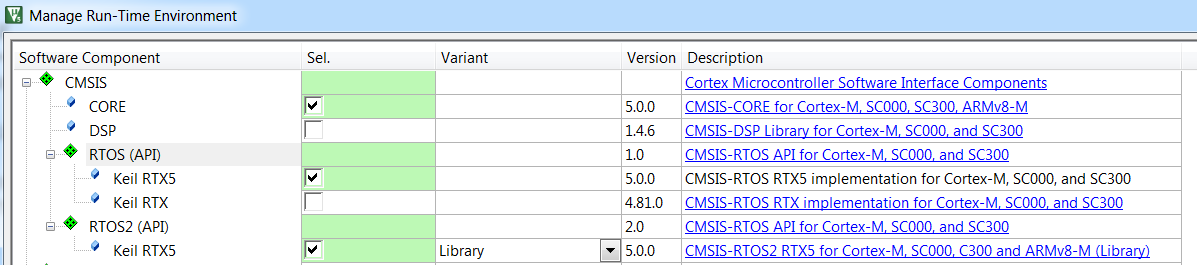 Manage Run-Time Environment
Software Component Sel. Variant Version Description
CMSIS Cortex Microcontroller Software Interface Components
CORE 5.0.0 CMSIS-CORE for Cortex-M, SC000, SC300, ARMv8-M
DSP 1.4.6 CMSIS-DSP Library for Cortex-M, SC000, and SC300
RTOS (API) 1.0 CMSIS-RTOS API for Cortex-M, SC000, and SC300
Keil RTX5 5.0.0 CMSIS-RTOS RTX5 implementation for Cortex-M, SC000, and SC300
Keil RTX 4.81.0 CMSIS-RTOS RTX implementation for Cortex-M, SC000, and SC300
RTOS2 (API) 2.0 CMSIS-RTOS API for Cortex-M, SC000, and SC300
Keil RTX5 Library 5.0.0 CMSIS-RTOS2 RTX5 for Cortex-M, SC000, C300 and ARMv8-M (Library)